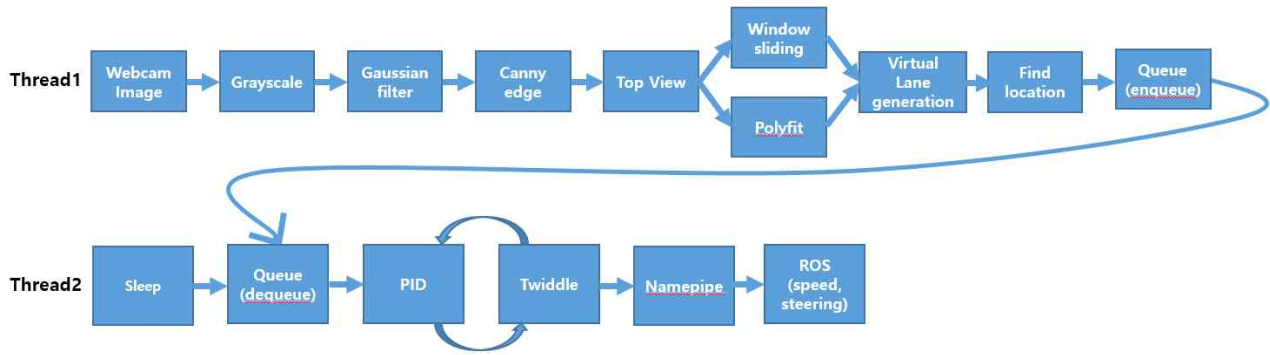 Thread1
Webcam
Image
Grayscale
Gaussian
filter
Canny
edge
Top View
Window
sliding
Polyfit
Virtual
Lane
generation
Find
location
Queue
(enqueue)
Thread2
Sleep
Queue
(dequeue)
PID
Twiddle
Namepipe
ROS
(speed,
steering)